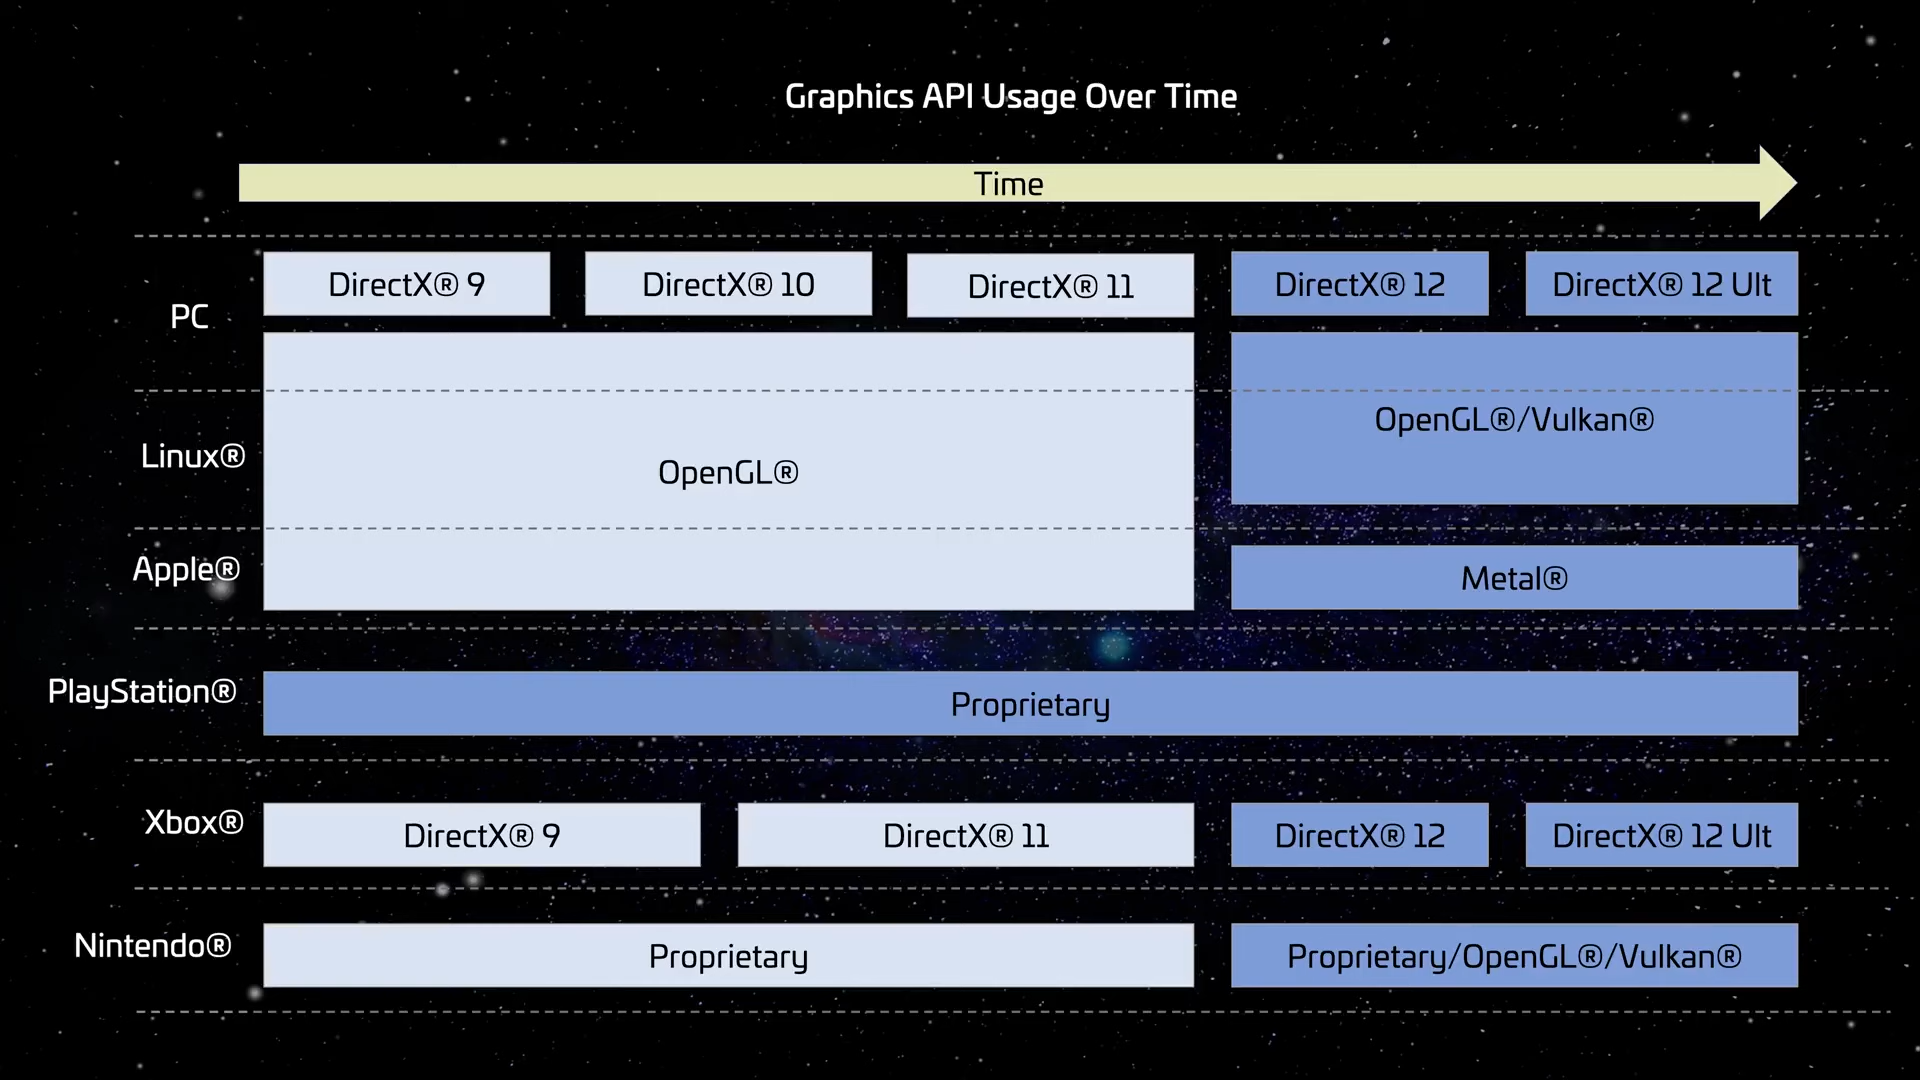 Graphics API Usage Over Time
Time
PC
DirectX® 9
DirectX® 10
DirectX® 11
DirectX® 12
DirectX® 12 Ult
Linux®
OpenGL®
OpenGL®/Vulkan®
Apple®
Metal®
PlayStation®
Proprietary
Xbox®
DirectX® 9
DirectX® 11
DirectX® 12
DirectX® 12 Ult
Nintendo®
Proprietary
Proprietary/OpenGL®/Vulkan®